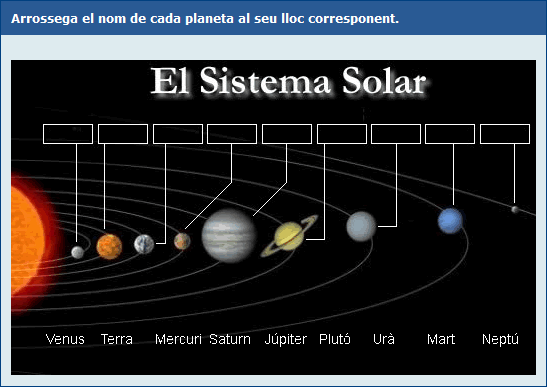 Arrossega el nom de cada planeta al seu lloc corresponent.
El Sistema Solar
Venus Terra Mercuri Saturn Júpiter Plutó Urà Mart Neptú